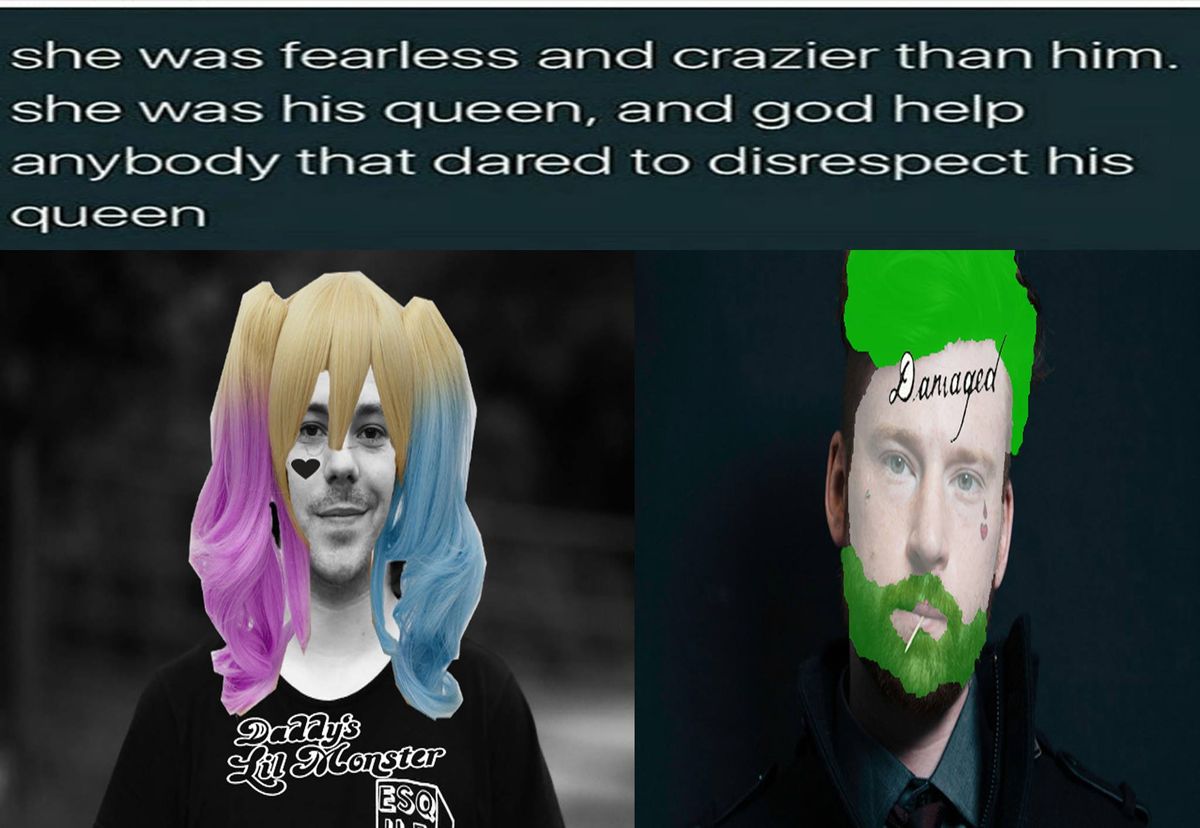 she was fearless and crazier than him.
she was his queen, and god help
anybody that dared to disrespect his
queen
Damaged
Daddy's
Lil Monster
ESQ